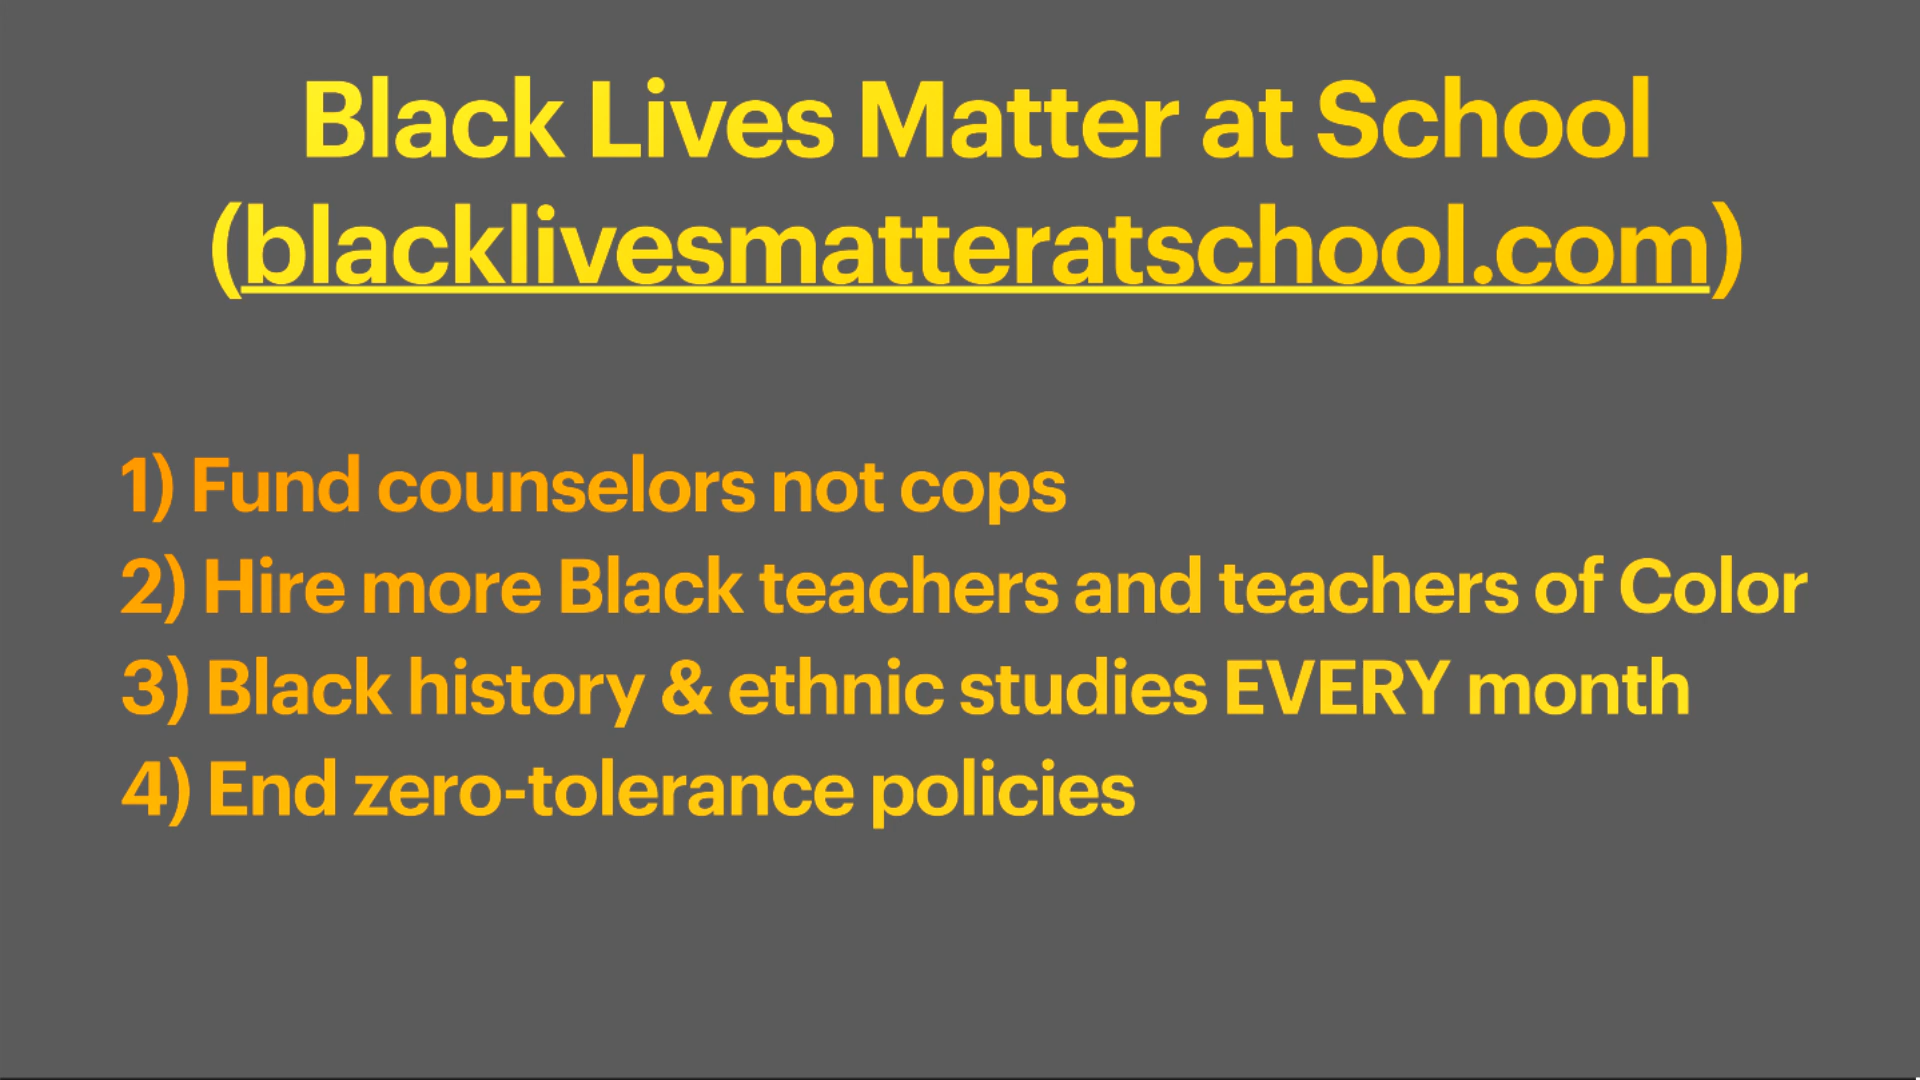 Black Lives Matter at School
(blacklivesmatteratschool.com)
1) Fund counselors not cops
2) Hire more Black teachers and teachers of Color
3) Black history & ethnic studies EVERY month
4) End zero-tolerance policies